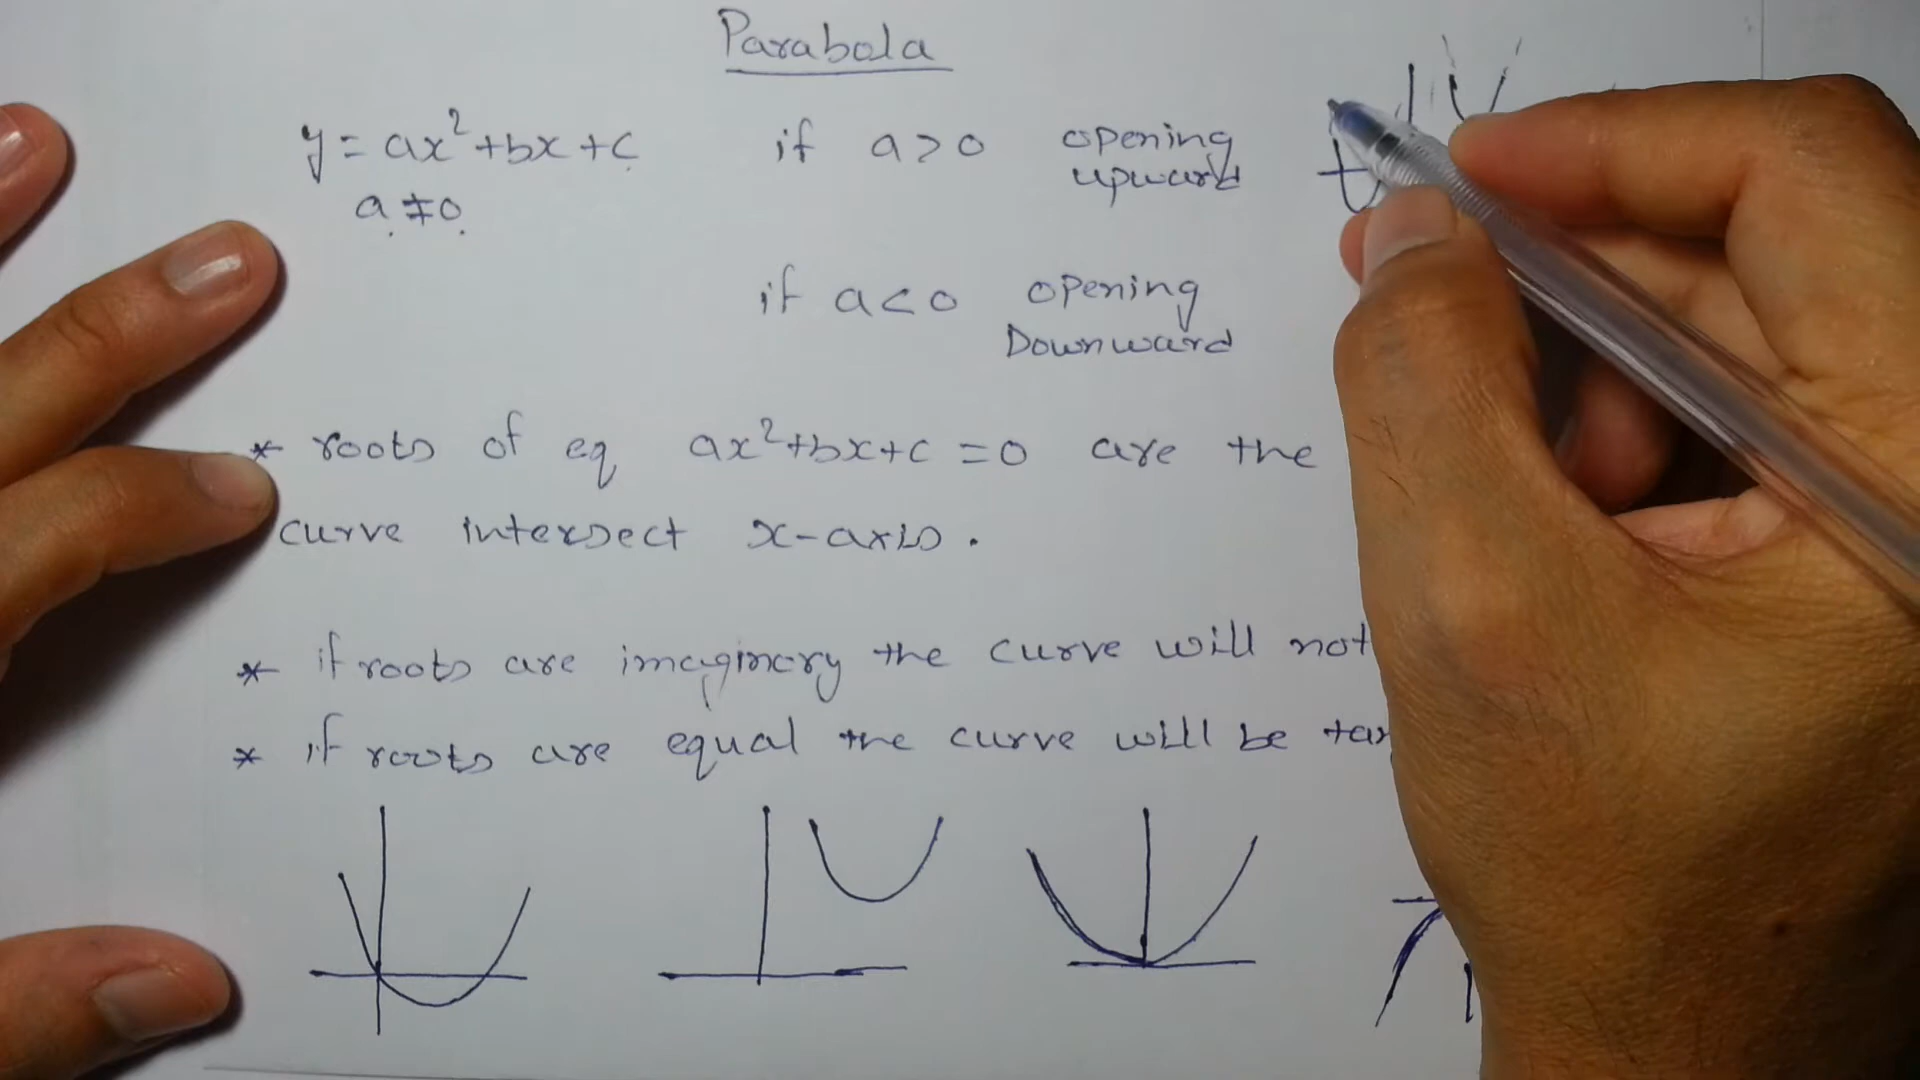 Parabola
y = ax²+bx+c if a>0 opening upward
a ≠ 0
if a<0 opening Downward
* roots of eq ax²+bx+c = 0 are the
curve intersect x-axis.
* if roots are imaginary the curve will not
* if roots are equal the curve will be